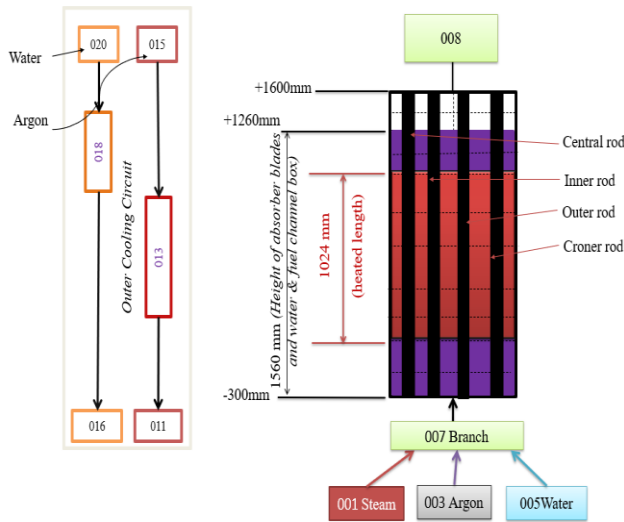 020
015
Water
Argon
018
013
Outer Cooling Circuit
016
011
008
+1600mm
+1260mm
-300mm
1560 mm (Height of absorber blades
and water & fuel channel box)
1024 mm
(heated length)
Central rod
Inner rod
Outer rod
Croner rod
007 Branch
001 Steam
003 Argon
005Water